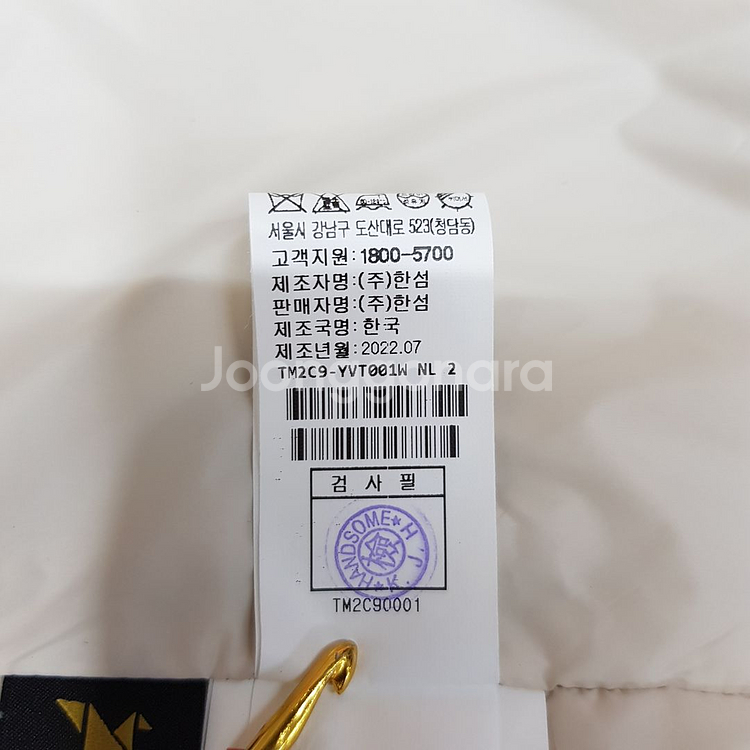 서울시 강남구 도산대로 523(청담동)
고객지원:1800-5700
제조자명:(주)한섬
판매자명:(주)한섬
제조국명:한국
제조년월:2022.07
TM2C9-YVT001W NL 2
Joonggonara
검 사 필
HANDSOME★H.J.K.★
TM2C90001